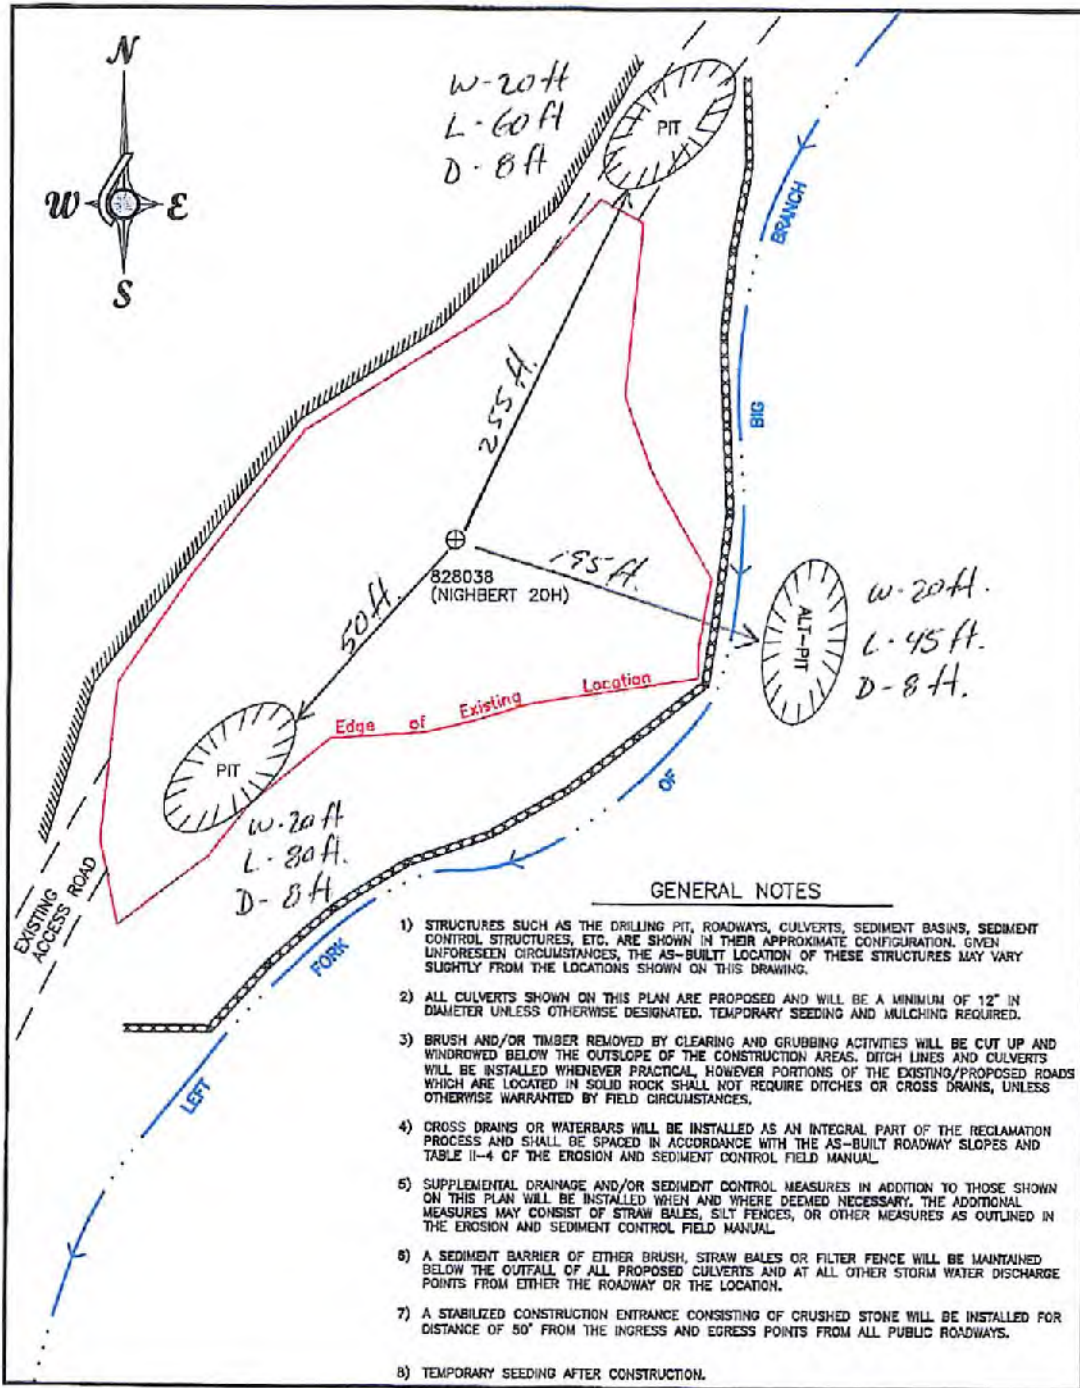 N
W E
S
W-20ft
L-60ft
D-8ft
PIT
BRANCH
255 ft.
BIG
828038
(NIGHBERT 2DH)
195 ft.
50 ft.
ALT-PIT
W-20ft.
L-45ft.
D-8ft.
Edge of Existing Location
PIT
OF
W-20ft
L-80ft.
D-8ft
EXISTING
ACCESS ROAD
FORK
LEFT
GENERAL NOTES
1) STRUCTURES SUCH AS THE DRILLING PIT, ROADWAYS, CULVERTS, SEDIMENT BASINS, SEDIMENT
CONTROL STRUCTURES, ETC. ARE SHOWN IN THEIR APPROXIMATE CONFIGURATION. GIVEN
UNFORESEEN CIRCUMSTANCES, THE AS-BUILTT LOCATION OF THESE STRUCTURES MAY VARY
SLIGHTLY FROM THE LOCATIONS SHOWN ON THIS DRAWING.
2) ALL CULVERTS SHOWN ON THIS PLAN ARE PROPOSED AND WILL BE A MINIMUM OF 12" IN
DIAMETER UNLESS OTHERWISE DESIGNATED. TEMPORARY SEEDING AND MULCHING REQUIRED.
3) BRUSH AND/OR TIMBER REMOVED BY CLEARING AND GRUBBING ACTIVITIES WILL BE CUT UP AND
WINDROWED BELOW THE OUTSLOPE OF THE CONSTRUCTION AREAS. DITCH LINES AND CULVERTS
WILL BE INSTALLED WHENEVER PRACTICAL, HOWEVER PORTIONS OF THE EXISTING/PROPOSED ROADS
WHICH ARE LOCATED IN SOLID ROCK SHALL NOT REQUIRE DITCHES OR CROSS DRAINS, UNLESS
OTHERWISE WARRANTED BY FIELD CIRCUMSTANCES.
4) CROSS DRAINS OR WATERBARS WILL BE INSTALLED AS AN INTEGRAL PART OF THE RECLAMATION
PROCESS AND SHALL BE SPACED IN ACCORDANCE WITH THE AS-BUILT ROADWAY SLOPES AND
TABLE II-4 OF THE EROSION AND SEDIMENT CONTROL FIELD MANUAL.
5) SUPPLEMENTAL DRAINAGE AND/OR SEDIMENT CONTROL MEASURES IN ADDITION TO THOSE SHOWN
ON THIS PLAN WILL BE INSTALLED WHEN AND WHERE DEEMED NECESSARY. THE ADDITIONAL
MEASURES MAY CONSIST OF STRAW BALES, SILT FENCES, OR OTHER MEASURES AS OUTLINED IN
THE EROSION AND SEDIMENT CONTROL FIELD MANUAL.
6) A SEDIMENT BARRIER OF EITHER BRUSH, STRAW BALES OR FILTER FENCE WILL BE MAINTAINED
BELOW THE OUTFALL OF ALL PROPOSED CULVERTS AND AT ALL OTHER STORM WATER DISCHARGE
POINTS FROM EITHER THE ROADWAY OR THE LOCATION.
7) A STABILIZED CONSTRUCTION ENTRANCE CONSISTING OF CRUSHED STONE WILL BE INSTALLED FOR
DISTANCE OF 50' FROM THE INGRESS AND EGRESS POINTS FROM ALL PUBLIC ROADWAYS.
8) TEMPORARY SEEDING AFTER CONSTRUCTION.